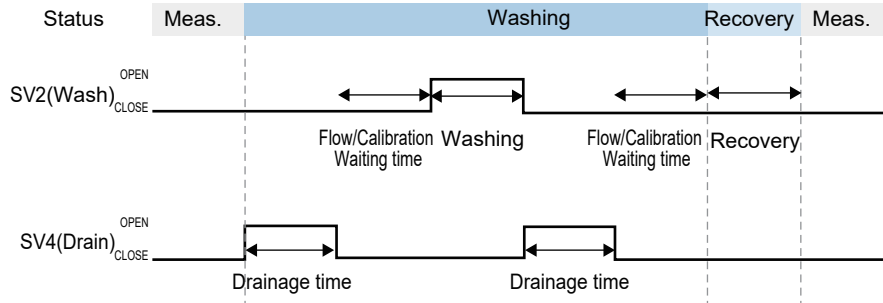 Status Meas. Washing Recovery Meas.
OPEN
SV2(Wash)
CLOSE
Flow/Calibration Washing Flow/Calibration Recovery
Waiting time Waiting time
OPEN
SV4(Drain)
CLOSE
Drainage time Drainage time